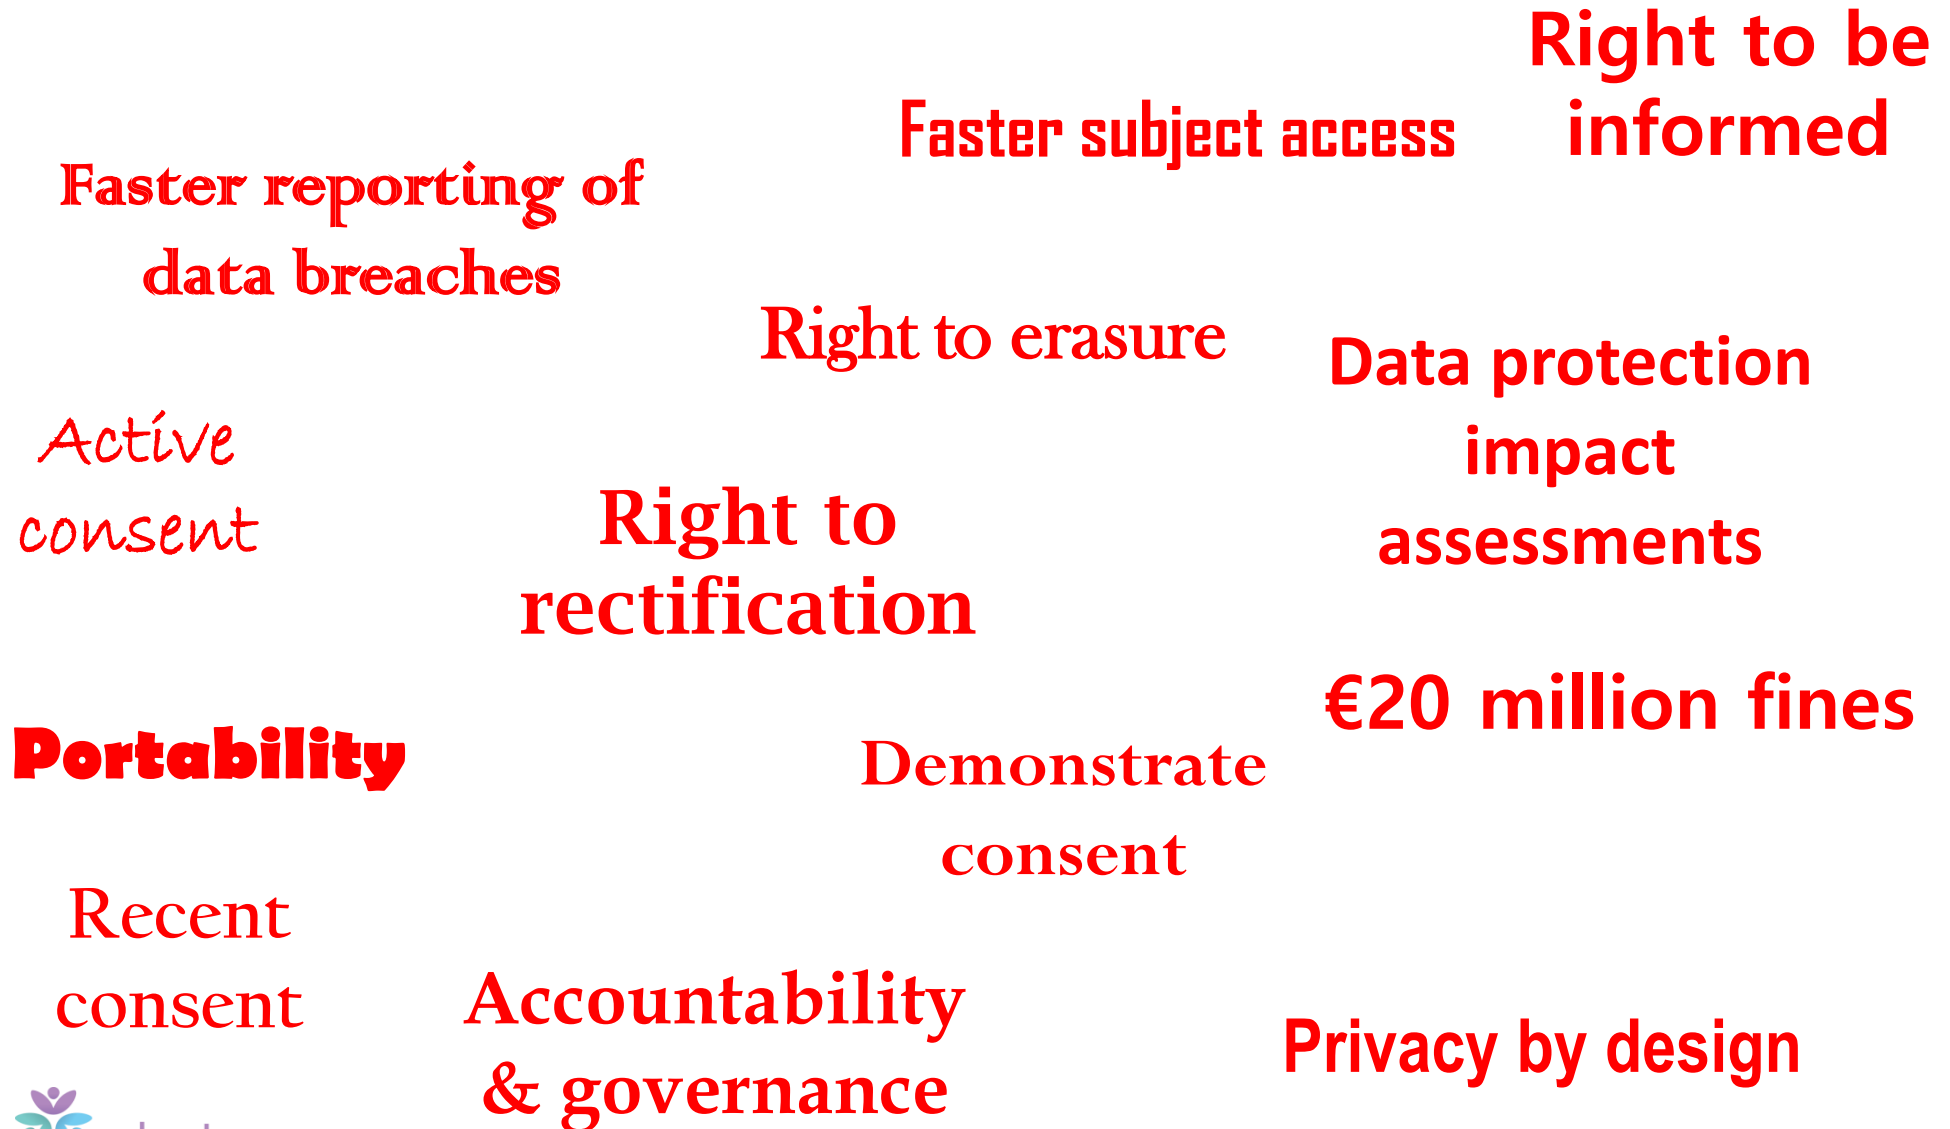 Right to be
informed
Faster subject access
Faster reporting of
data breaches
Right to erasure
Data protection
impact
assessments
Active
consent
Right to
rectification
€20 million fines
Portability
Demonstrate
consent
Recent
consent
Accountability
& governance
Privacy by design